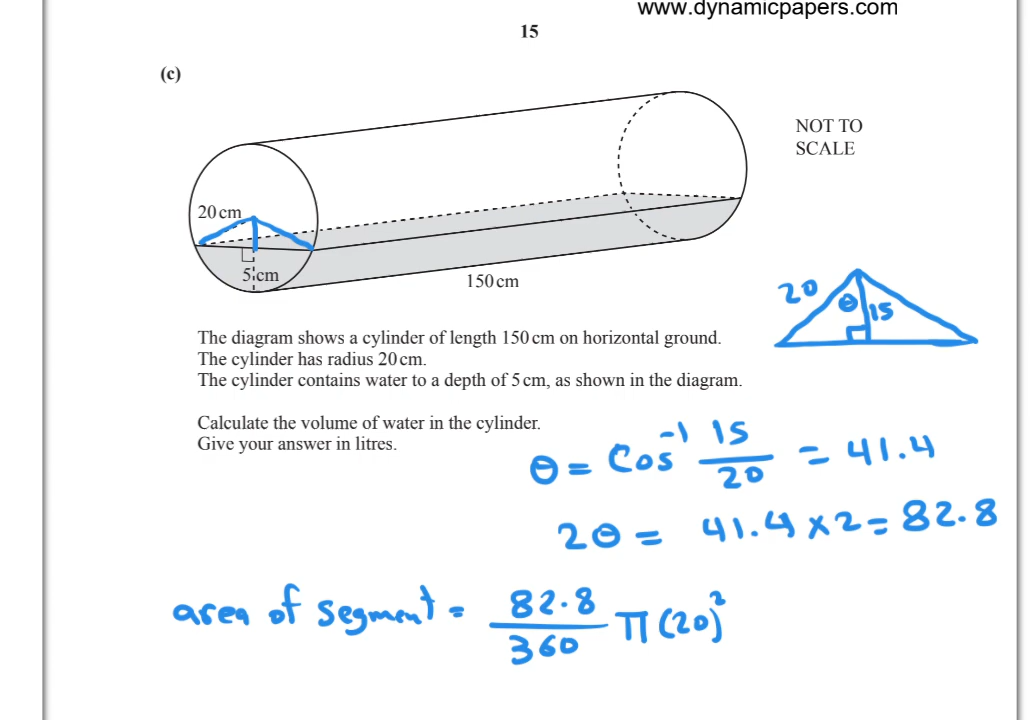 www.dynamicpapers.com
15
(c)
NOT TO
SCALE
20 cm
5 cm
150 cm
20
θ
15
The diagram shows a cylinder of length 150 cm on horizontal ground.
The cylinder has radius 20 cm.
The cylinder contains water to a depth of 5 cm, as shown in the diagram.
Calculate the volume of water in the cylinder.
Give your answer in litres.
θ = Cos⁻¹ 15/20 = 41.4
2θ = 41.4 × 2 = 82.8
area of segment = 82.8/360 π (20)²